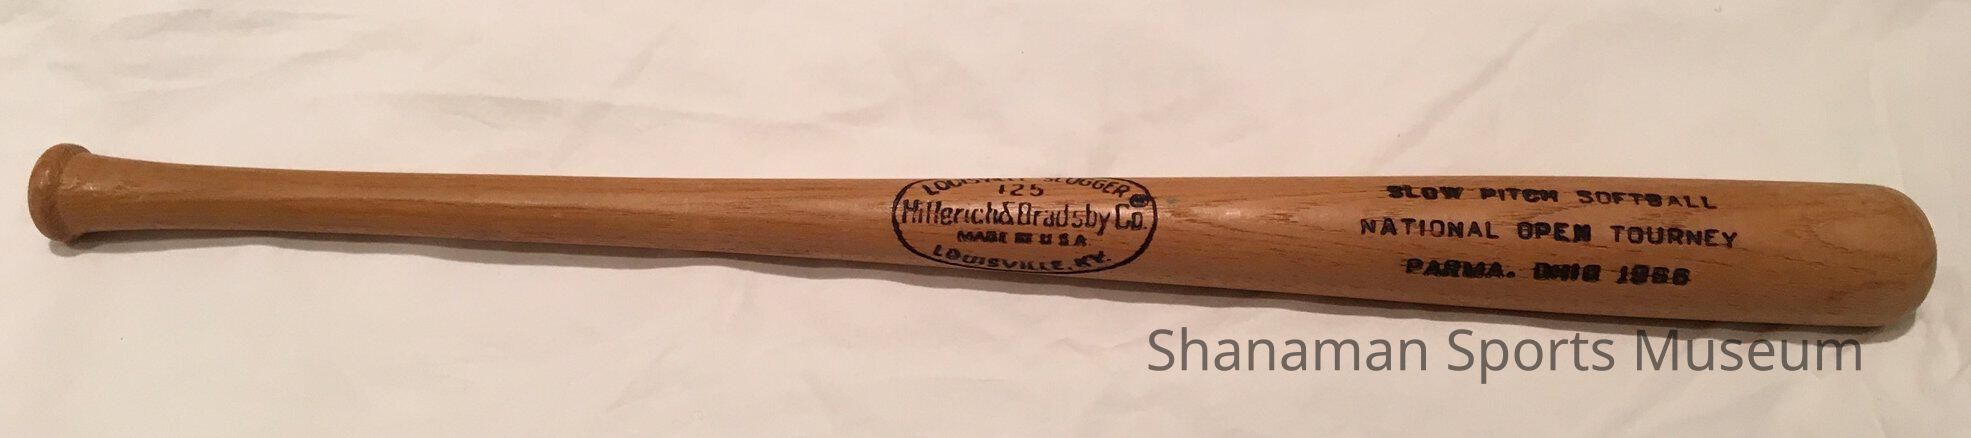 LOUISVILLE SLUGGER
125
Hillerich & Bradsby Co.
MADE IN U.S.A.
LOUISVILLE, KY.
SLOW PITCH SOFTBALL
NATIONAL OPEN TOURNEY
PARMA. OHIO
Shanaman Sports Museum